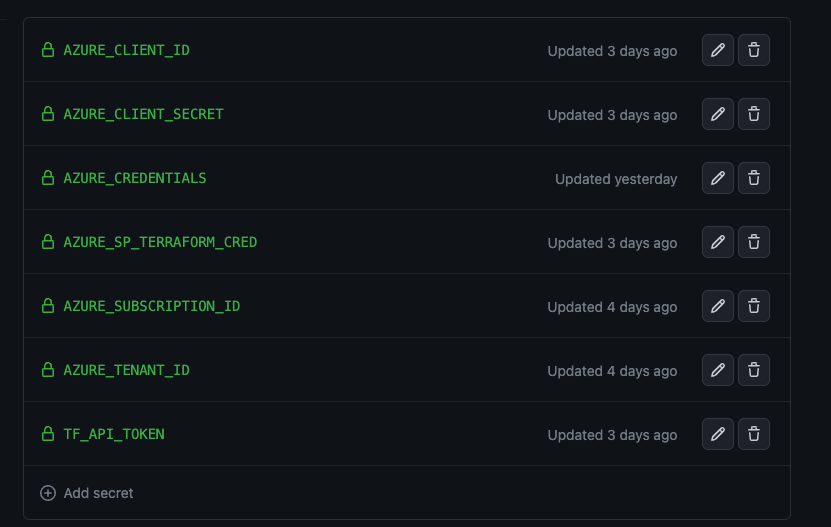 AZURE_CLIENT_ID Updated 3 days ago
AZURE_CLIENT_SECRET Updated 3 days ago
AZURE_CREDENTIALS Updated yesterday
AZURE_SP_TERRAFORM_CRED Updated 3 days ago
AZURE_SUBSCRIPTION_ID Updated 4 days ago
AZURE_TENANT_ID Updated 4 days ago
TF_API_TOKEN Updated 3 days ago
Add secret